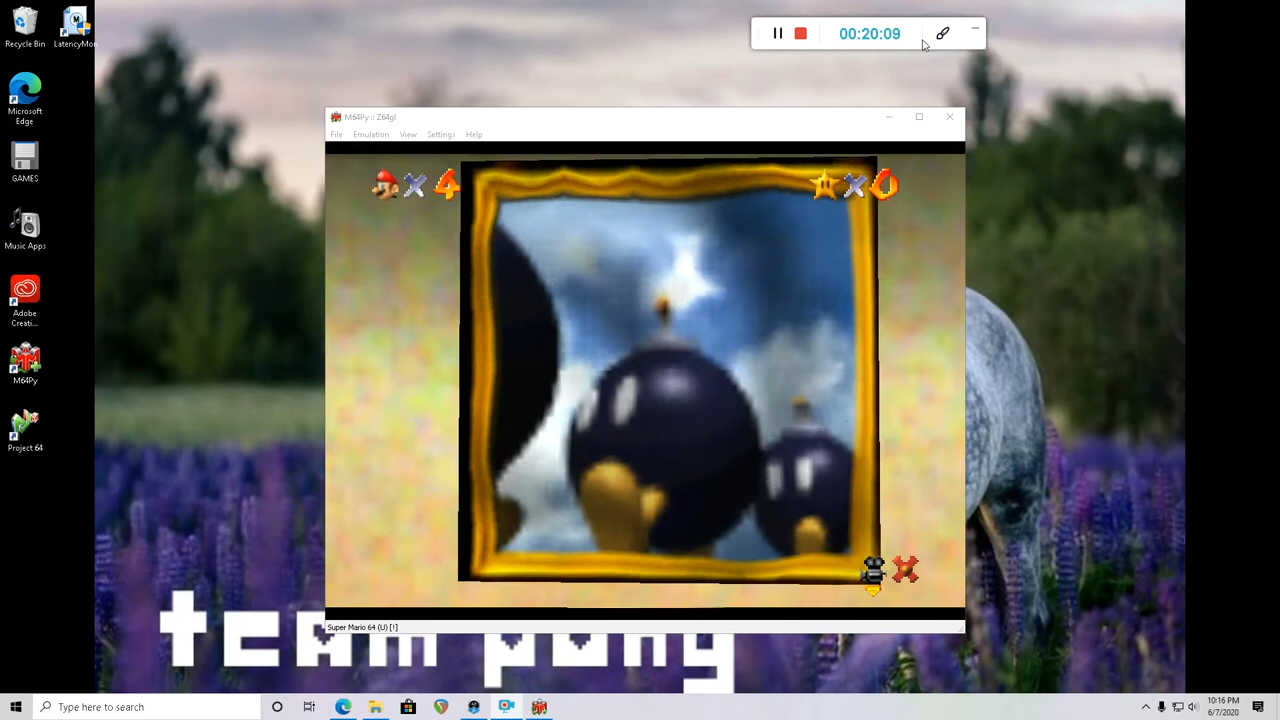 Recycle Bin
LatencyMon
00:20:09
Microsoft Edge
GAMES
Music Apps
Adobe Creati...
M64Py
Project 64
M64Py :: Z64gl
File Emulation View Settings Help
4
0
Super Mario 64 (U) [!]
team pony
Type here to search
10:16 PM
6/7/2020